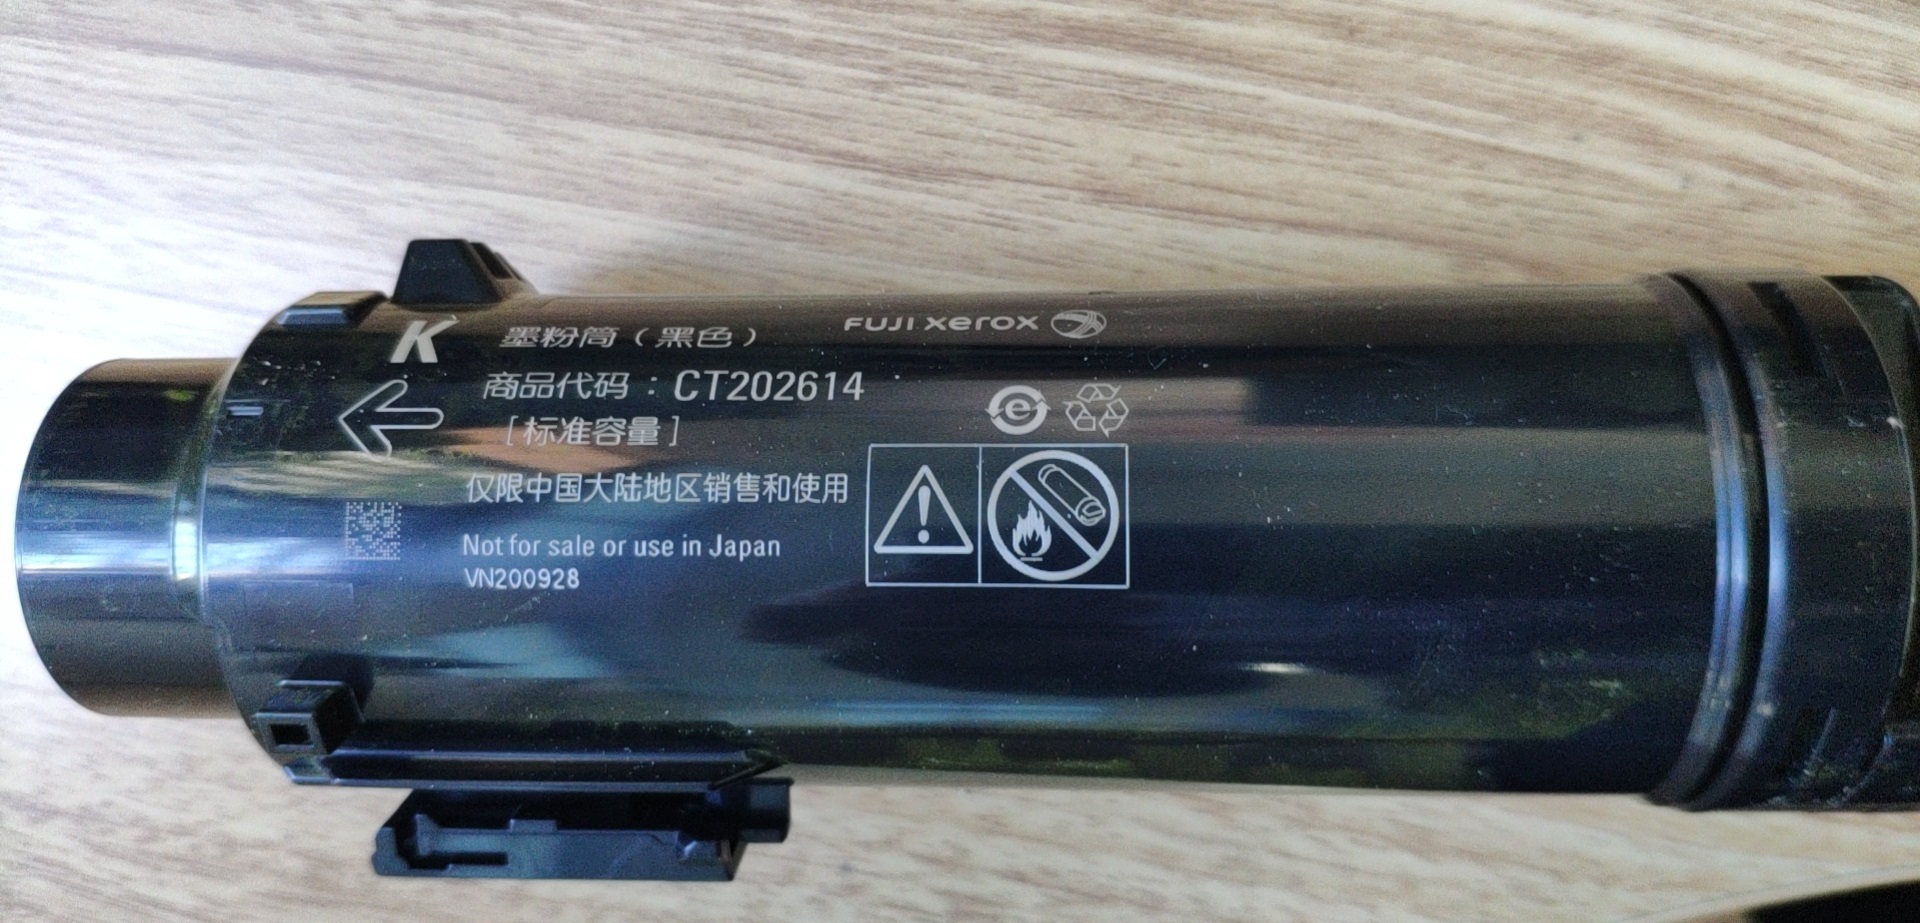 K
墨粉筒（黑色）
FUJI xerox
商品代码：CT202614
[标准容量]
仅限中国大陆地区销售和使用
Not for sale or use in Japan
VN200928